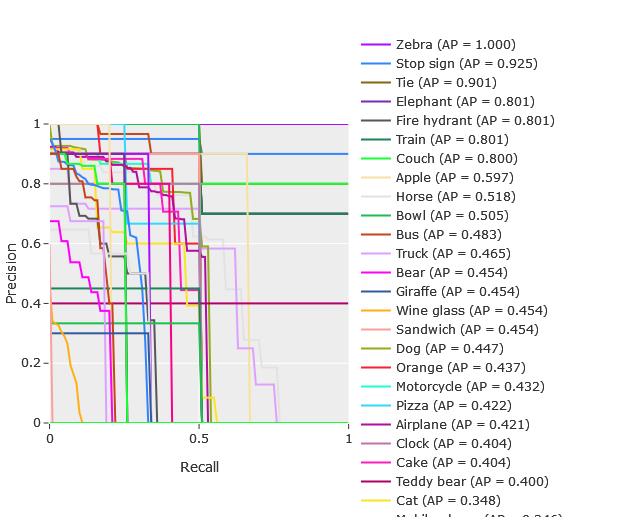 Zebra (AP = 1.000)
Stop sign (AP = 0.925)
Tie (AP = 0.901)
Elephant (AP = 0.801)
Fire hydrant (AP = 0.801)
Train (AP = 0.801)
Couch (AP = 0.800)
Apple (AP = 0.597)
Horse (AP = 0.518)
Bowl (AP = 0.505)
Bus (AP = 0.483)
Truck (AP = 0.465)
Bear (AP = 0.454)
Giraffe (AP = 0.454)
Wine glass (AP = 0.454)
Sandwich (AP = 0.454)
Dog (AP = 0.447)
Orange (AP = 0.437)
Motorcycle (AP = 0.432)
Pizza (AP = 0.422)
Airplane (AP = 0.421)
Clock (AP = 0.404)
Cake (AP = 0.404)
Teddy bear (AP = 0.400)
Cat (AP = 0.348)
1
0.8
0.6
0.4
0.2
0
Precision
0
0.5
1
Recall